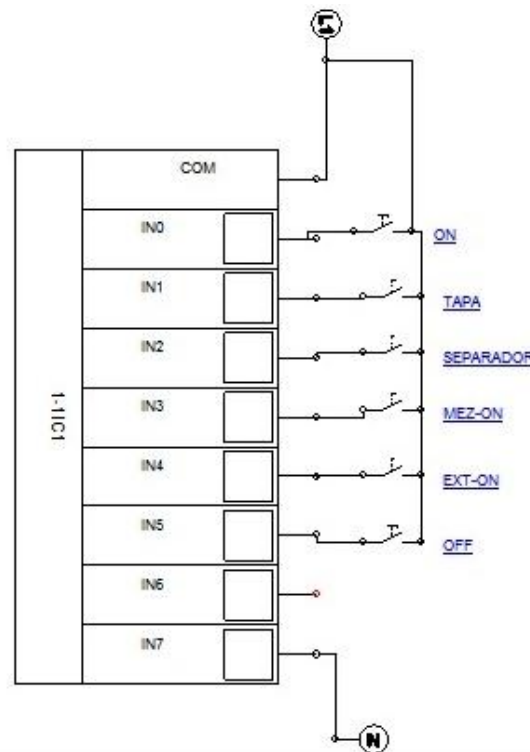 L1
COM
IN0
ON
IN1
TAPA
IN2
SEPARADOR
1-1IC1
IN3
MEZ-ON
IN4
EXT-ON
IN5
OFF
IN6
IN7
N